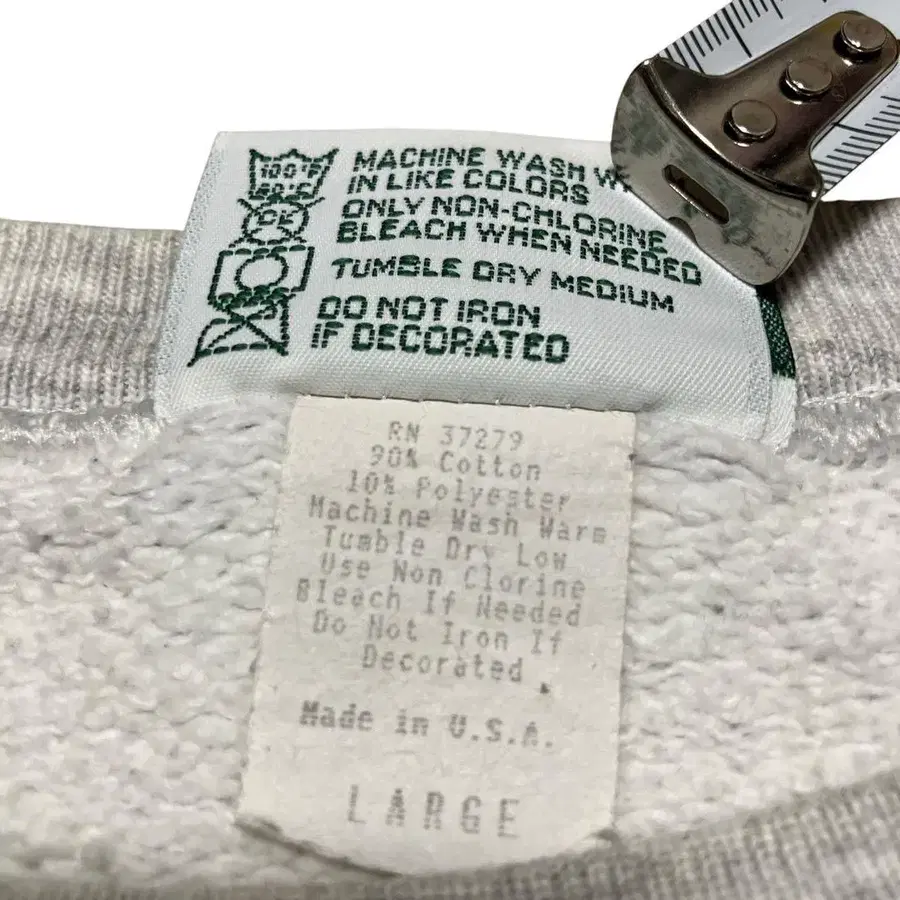 100°F
MACHINE WASH
IN LIKE COLORS
ONLY NON-CHLORINE
BLEACH WHEN NEEDED
TUMBLE DRY MEDIUM
DO NOT IRON
IF DECORATED
RN 37279
90% Cotton
10% Polyester
Machine Wash Warm
Tumble Dry Low
Use Non Clorine
Bleach If Needed
Do Not Iron If
Decorated
Made in U.S.A.
LARGE